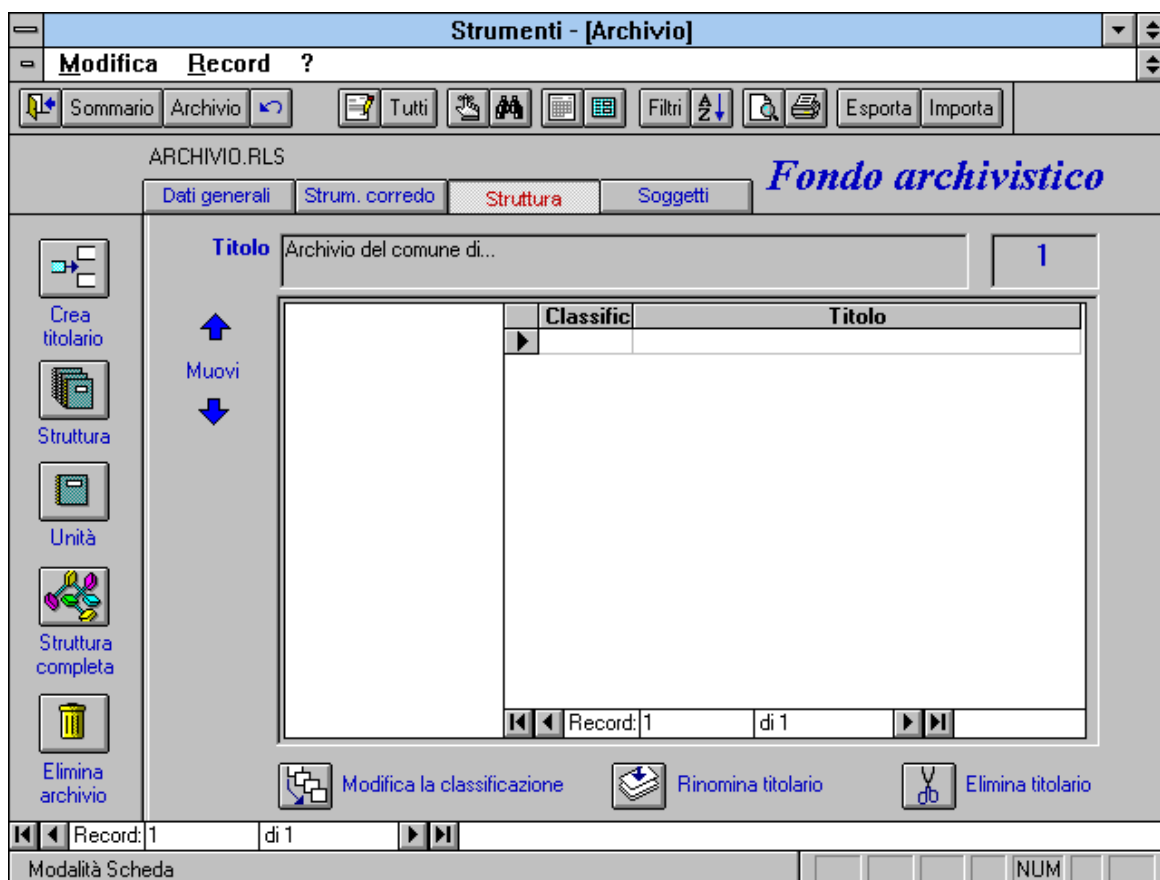 Strumenti - [Archivio]
Modifica Record ?
Sommario Archivio Tutti Filtri A Z Esporta Importa
ARCHIVIO.RLS
Fondo archivistico
Dati generali Strum. corredo Struttura Soggetti
Titolo Archivio del comune di... 1
Crea
titolario
Muovi
Classific Titolo
Struttura
Unità
Struttura
completa
Record: 1 di 1
Elimina
archivio
Modifica la classificazione Rinomina titolario Elimina titolario
Record: 1 di 1
Modalità Scheda NUM